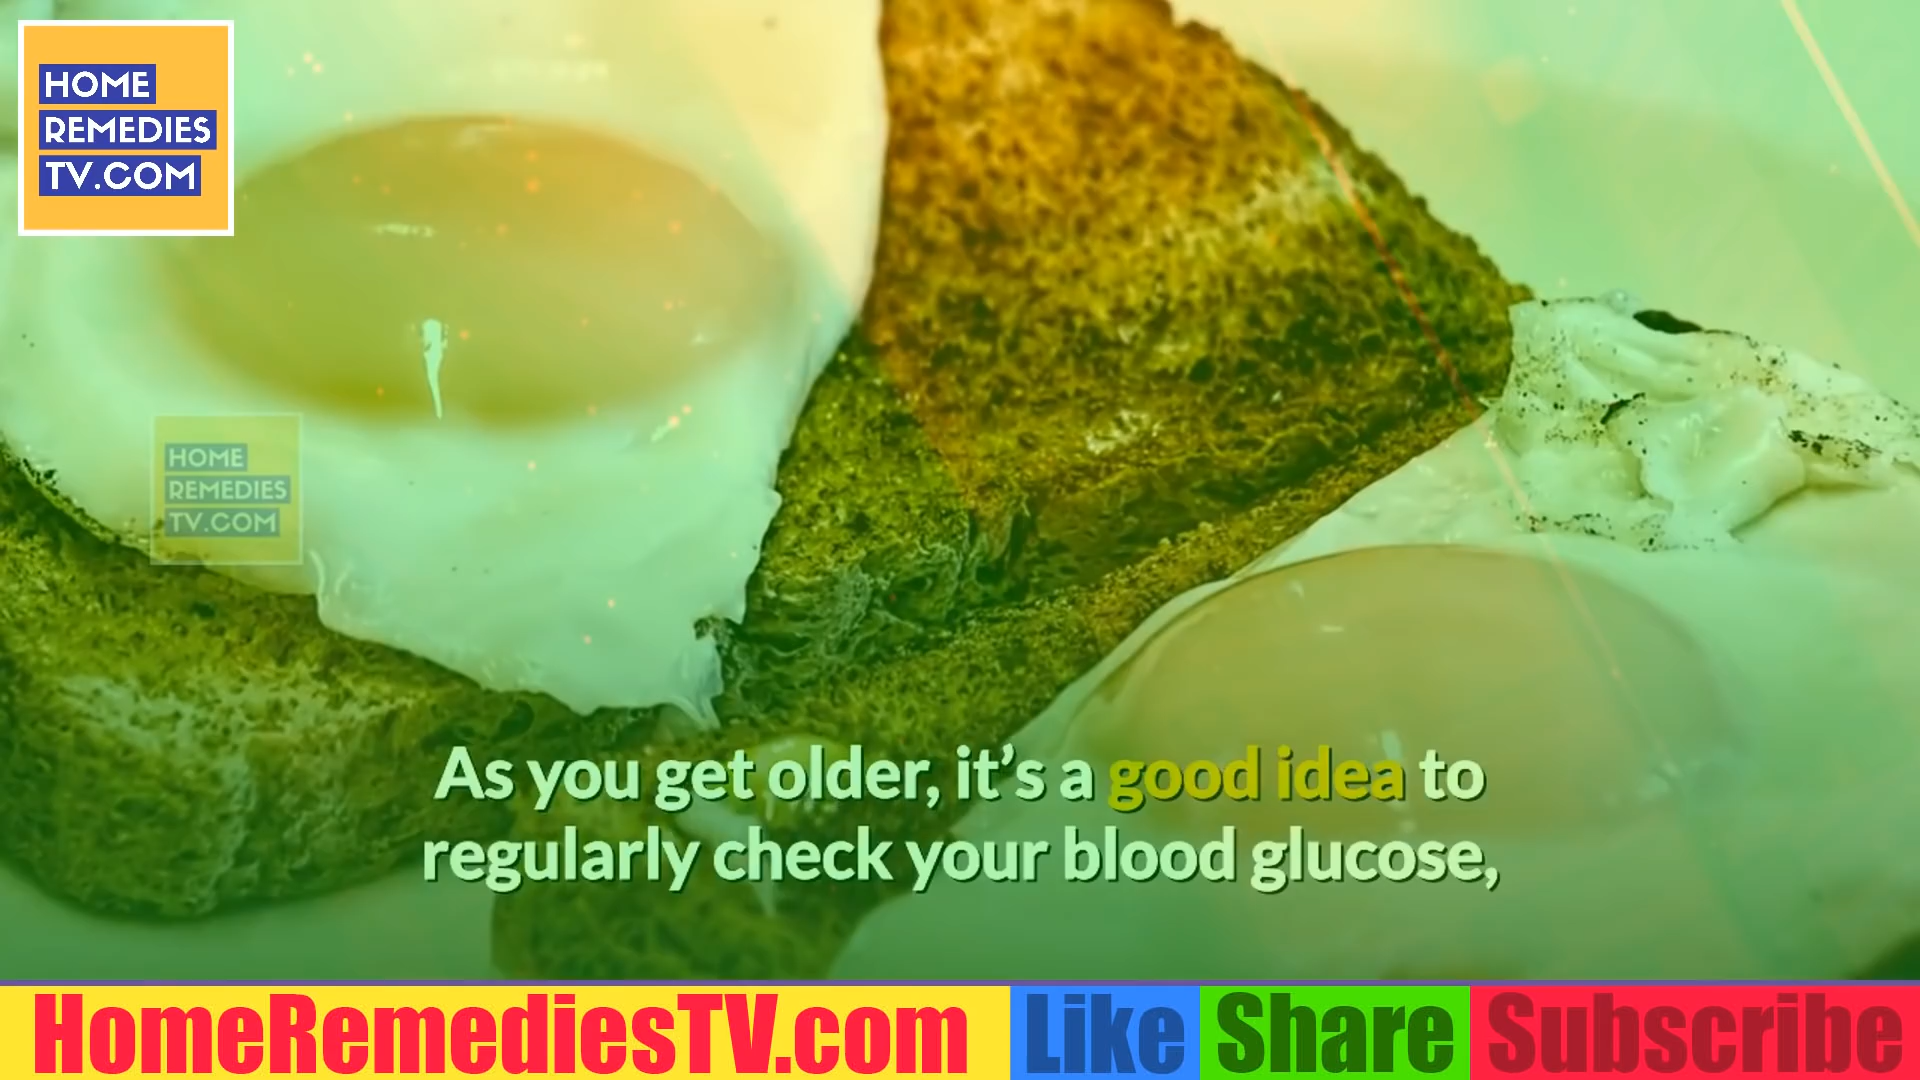 HOME
REMEDIES
TV.COM
HOME
REMEDIES
TV.COM
As you get older, it's a good idea to
regularly check your blood glucose,
HomeRemediesTV.com Like Share Subscribe